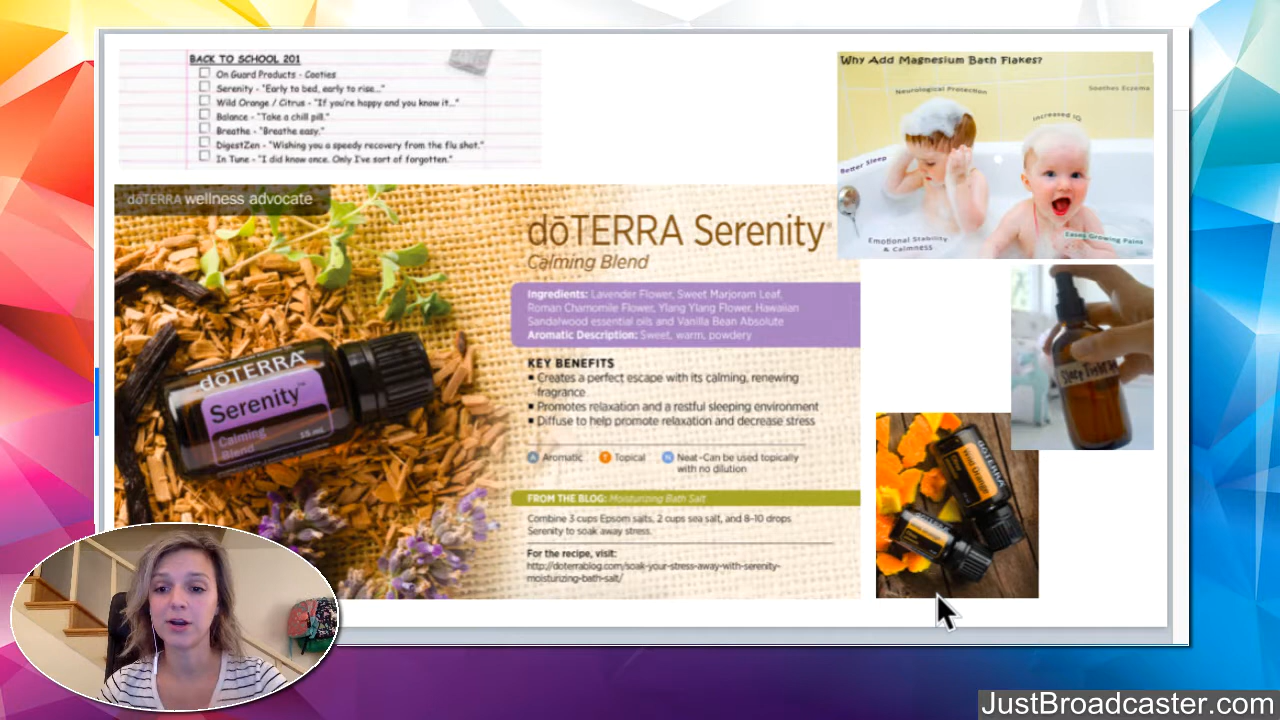 BACK TO SCHOOL 201
On Guard Products - Cooties
Serenity - "Early to bed, early to rise..."
Wild Orange / Citrus - "If you're happy and you know it..."
Balance - "Take a chill pill."
Breathe - "Breathe easy."
DigestZen - "Wishing you a speedy recovery from the flu shot."
In Tune - "I did know once. Only I've sort of forgotten."
Why Add Magnesium Bath Flakes?
Neurological Protection
Soothes Eczema
Increased IQ
Better Sleep
Emotional Stability
& Calmness
Eases Growing Pains
dōTERRA wellness advocate
dōTERRA Serenity®
Calming Blend
Ingredients: Lavender Flower, Sweet Marjoram Leaf,
Roman Chamomile Flower, Ylang Ylang Flower, Hawaiian
Sandalwood essential oils and Vanilla Bean Absolute
Aromatic Description: Sweet, warm, powdery
KEY BENEFITS
▪ Creates a perfect escape with its calming, renewing
fragrance
▪ Promotes relaxation and a restful sleeping environment
▪ Diffuse to help promote relaxation and decrease stress
A Aromatic T Topical N Neat-Can be used topically
with no dilution
FROM THE BLOG: Moisturizing Bath Salt
Combine 3 cups Epsom salts, 2 cups sea salt, and 8-10 drops
Serenity to soak away stress.
For the recipe, visit:
http://doterrablog.com/soak-your-stress-away-with-serenity-
moisturizing-bath-salt/
dōTERRA
Serenity™
Calming
Blend
15 mL
dōTERRA
Wild Orange
JustBroadcaster.com